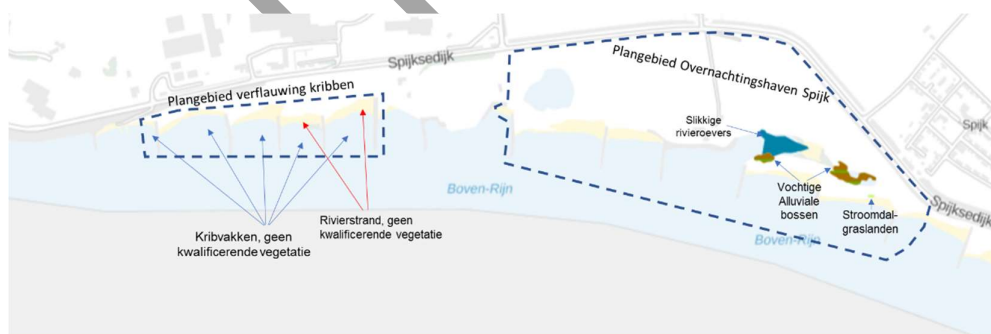 Spijksedijk
Plangebied verflauwing kribben
Plangebied Overnachtingshaven Spijk
Slikkige
rivieroevers
Spijk
Boven-Rijn
Vochtige
Alluviale
bossen
Stroomdal-
graslanden
Spijksedijk
Rivierstrand, geen
kwalificerende vegetatie
Kribvakken, geen
kwalificerende vegetatie
Boven-Rijn